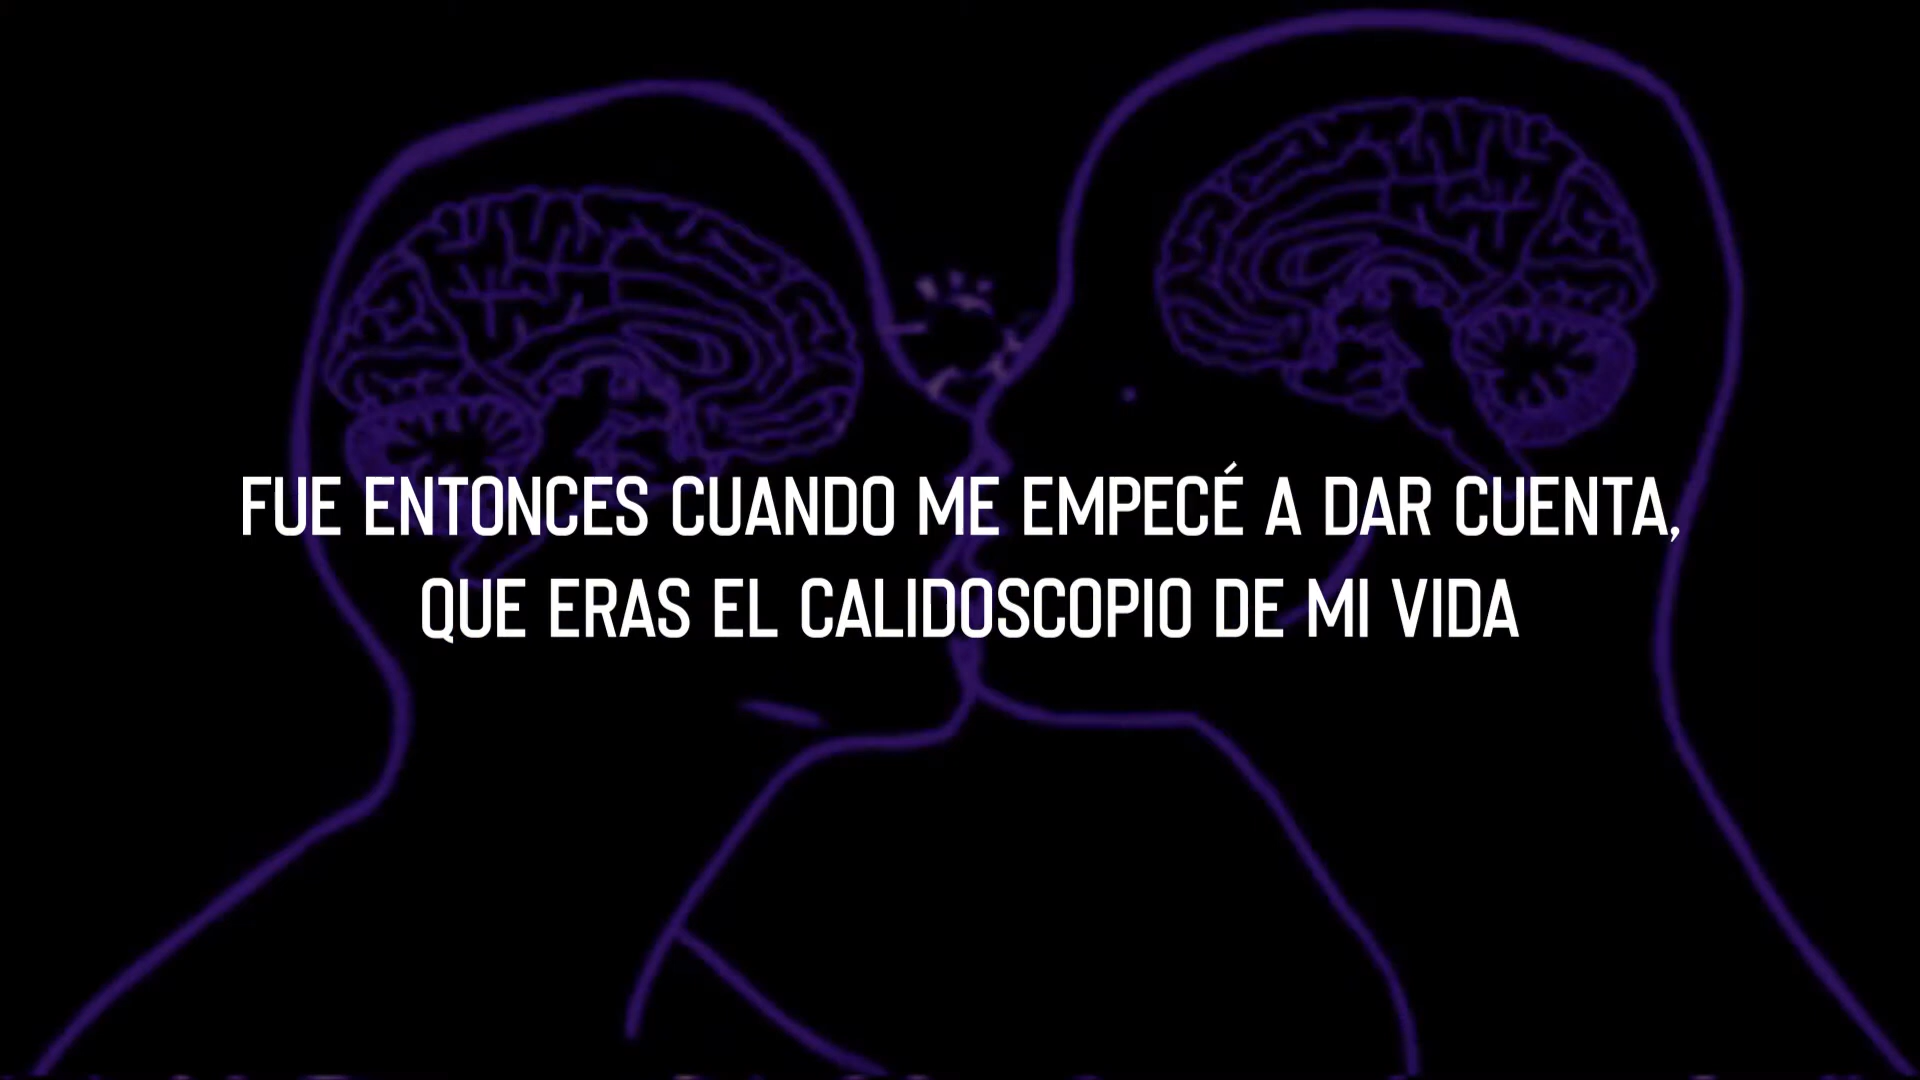 FUE ENTONCES CUANDO ME EMPECÉ A DAR CUENTA,
QUE ERAS EL CALIDOSCOPIO DE MI VIDA